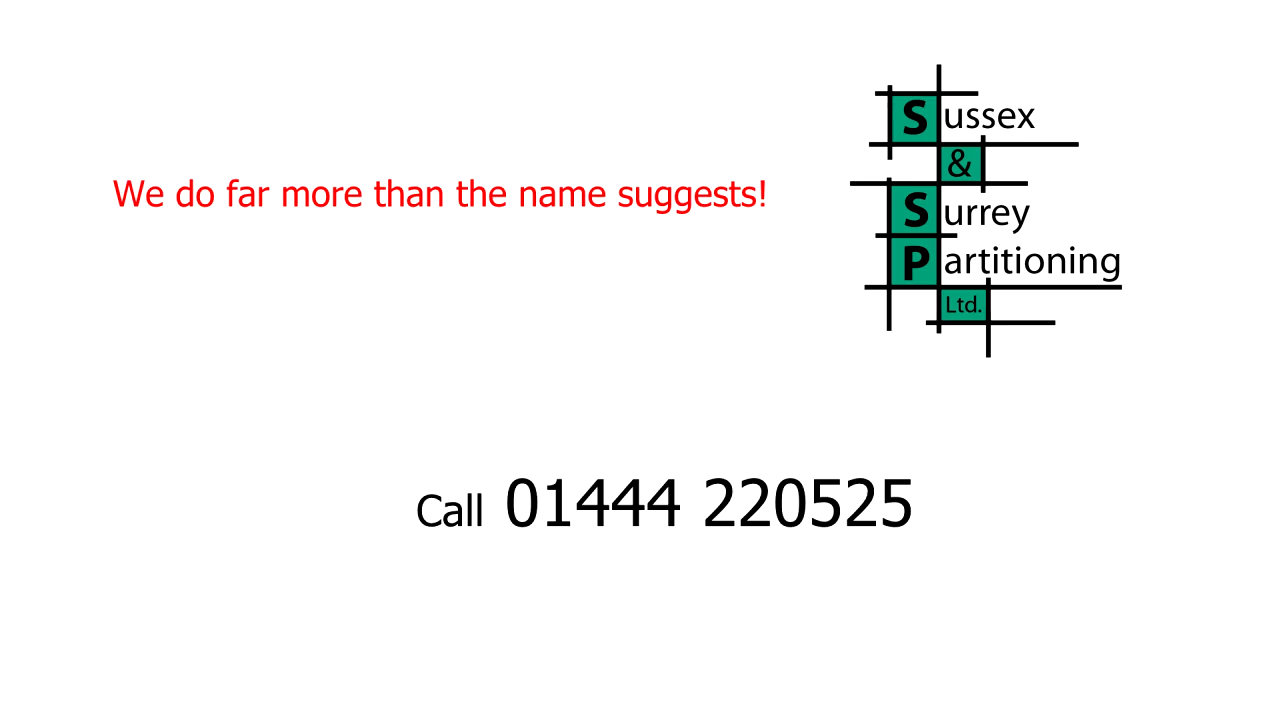 Sussex
&
We do far more than the name suggests!
Surrey
Partitioning
Ltd.
Call 01444 220525